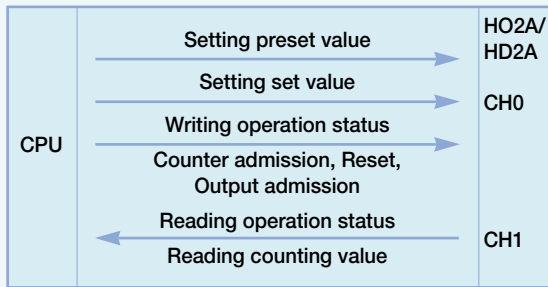 Setting preset value
HO2A/
HD2A
Setting set value
CH0
Writing operation status
CPU
Counter admission, Reset,
Output admission
Reading operation status
CH1
Reading counting value